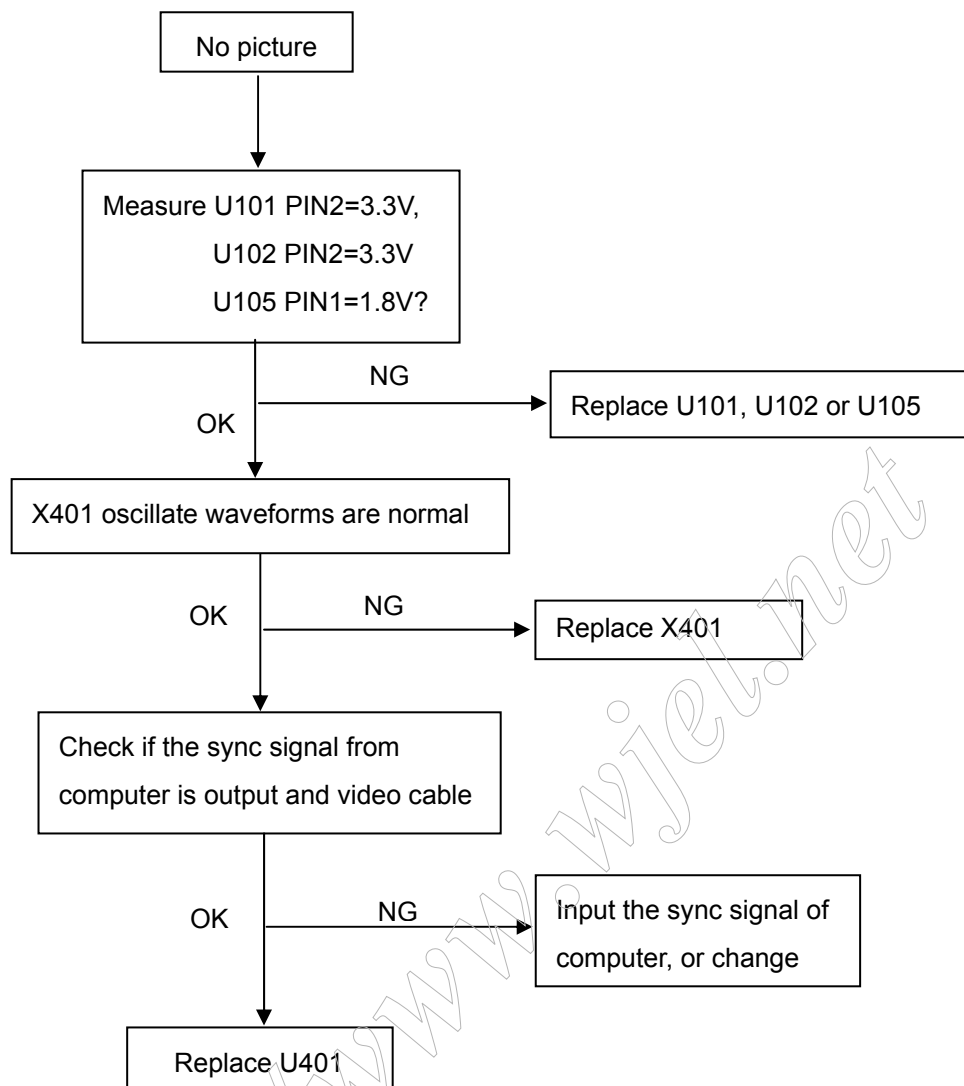 No picture
Measure U101 PIN2=3.3V,
U102 PIN2=3.3V
U105 PIN1=1.8V?
NG
Replace U101, U102 or U105
OK
X401 oscillate waveforms are normal
OK
NG
Replace X401
Check if the sync signal from
computer is output and video cable
OK
NG
Input the sync signal of
computer, or change
Replace U401
www.wjel.net